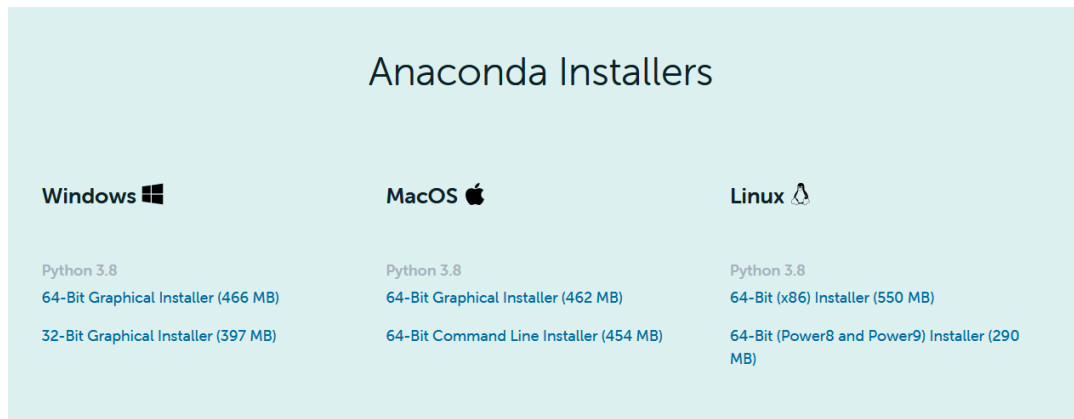 Anaconda Installers
Windows
Python 3.8
64-Bit Graphical Installer (466 MB)
32-Bit Graphical Installer (397 MB)
MacOS
Python 3.8
64-Bit Graphical Installer (462 MB)
64-Bit Command Line Installer (454 MB)
Linux
Python 3.8
64-Bit (x86) Installer (550 MB)
64-Bit (Power8 and Power9) Installer (290
MB)